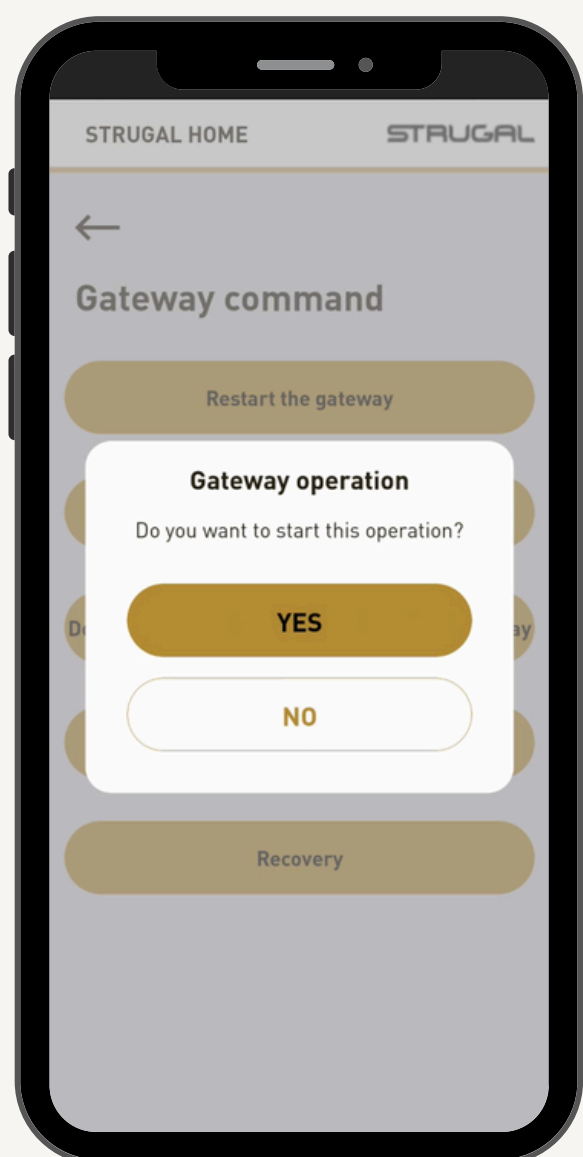 STRUGAL HOME STRUGAL
Gateway command
Restart the gateway
Gateway operation
Do you want to start this operation?
YES
NO
Recovery